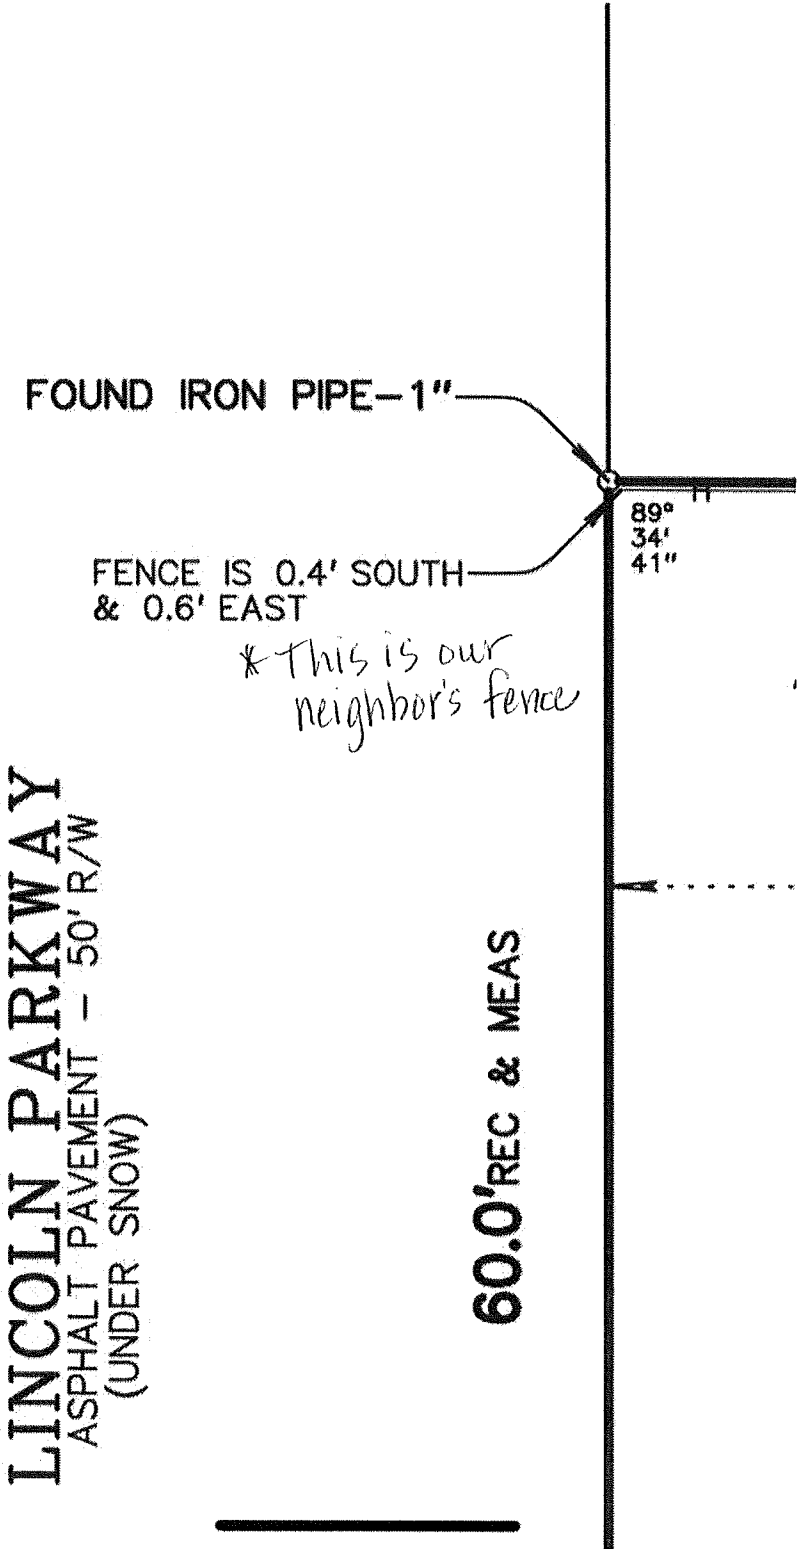 FOUND IRON PIPE-1"
89°
34'
41"
FENCE IS 0.4' SOUTH
& 0.6' EAST
* This is our
neighbor's fence
LINCOLN PARKWAY
ASPHALT PAVEMENT - 50' R/W
(UNDER SNOW)
60.0' REC & MEAS